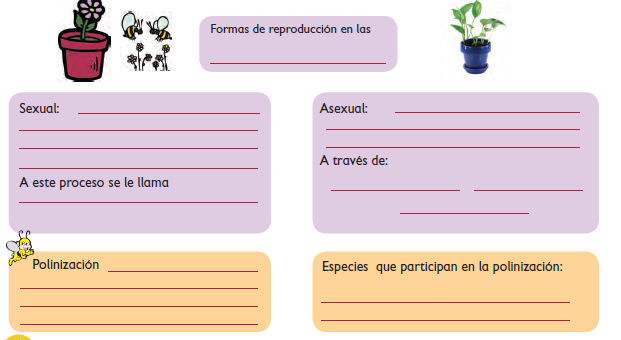 Formas de reproducción en las
Sexual:
Asexual:
A través de:
A este proceso se le llama
Polinización
Especies que participan en la polinización: